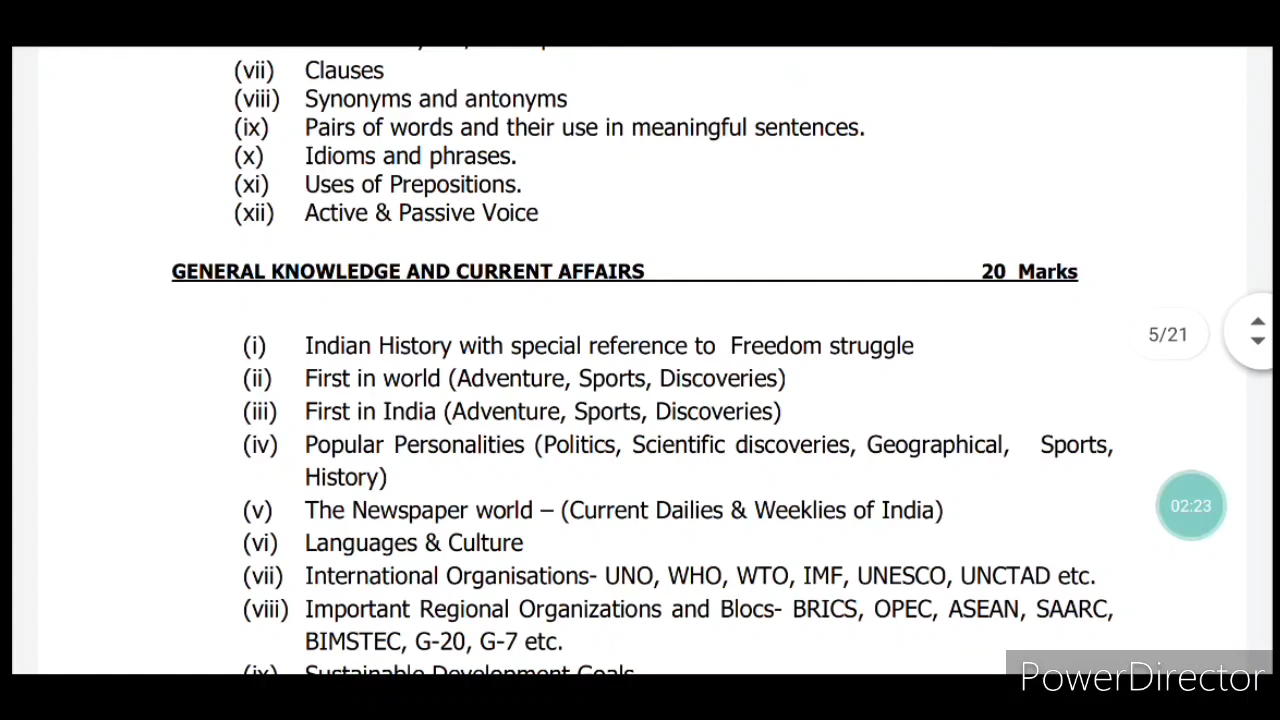 (vii) Clauses
(viii) Synonyms and antonyms
(ix) Pairs of words and their use in meaningful sentences.
(x) Idioms and phrases.
(xi) Uses of Prepositions.
(xii) Active & Passive Voice
GENERAL KNOWLEDGE AND CURRENT AFFAIRS 20 Marks
(i) Indian History with special reference to Freedom struggle
5/21
(ii) First in world (Adventure, Sports, Discoveries)
(iii) First in India (Adventure, Sports, Discoveries)
(iv) Popular Personalities (Politics, Scientific discoveries, Geographical, Sports,
History)
(v) The Newspaper world – (Current Dailies & Weeklies of India)
02:23
(vi) Languages & Culture
(vii) International Organisations- UNO, WHO, WTO, IMF, UNESCO, UNCTAD etc.
(viii) Important Regional Organizations and Blocs- BRICS, OPEC, ASEAN, SAARC,
BIMSTEC, G-20, G-7 etc.
(ix) Sustainable Development Goals
PowerDirector